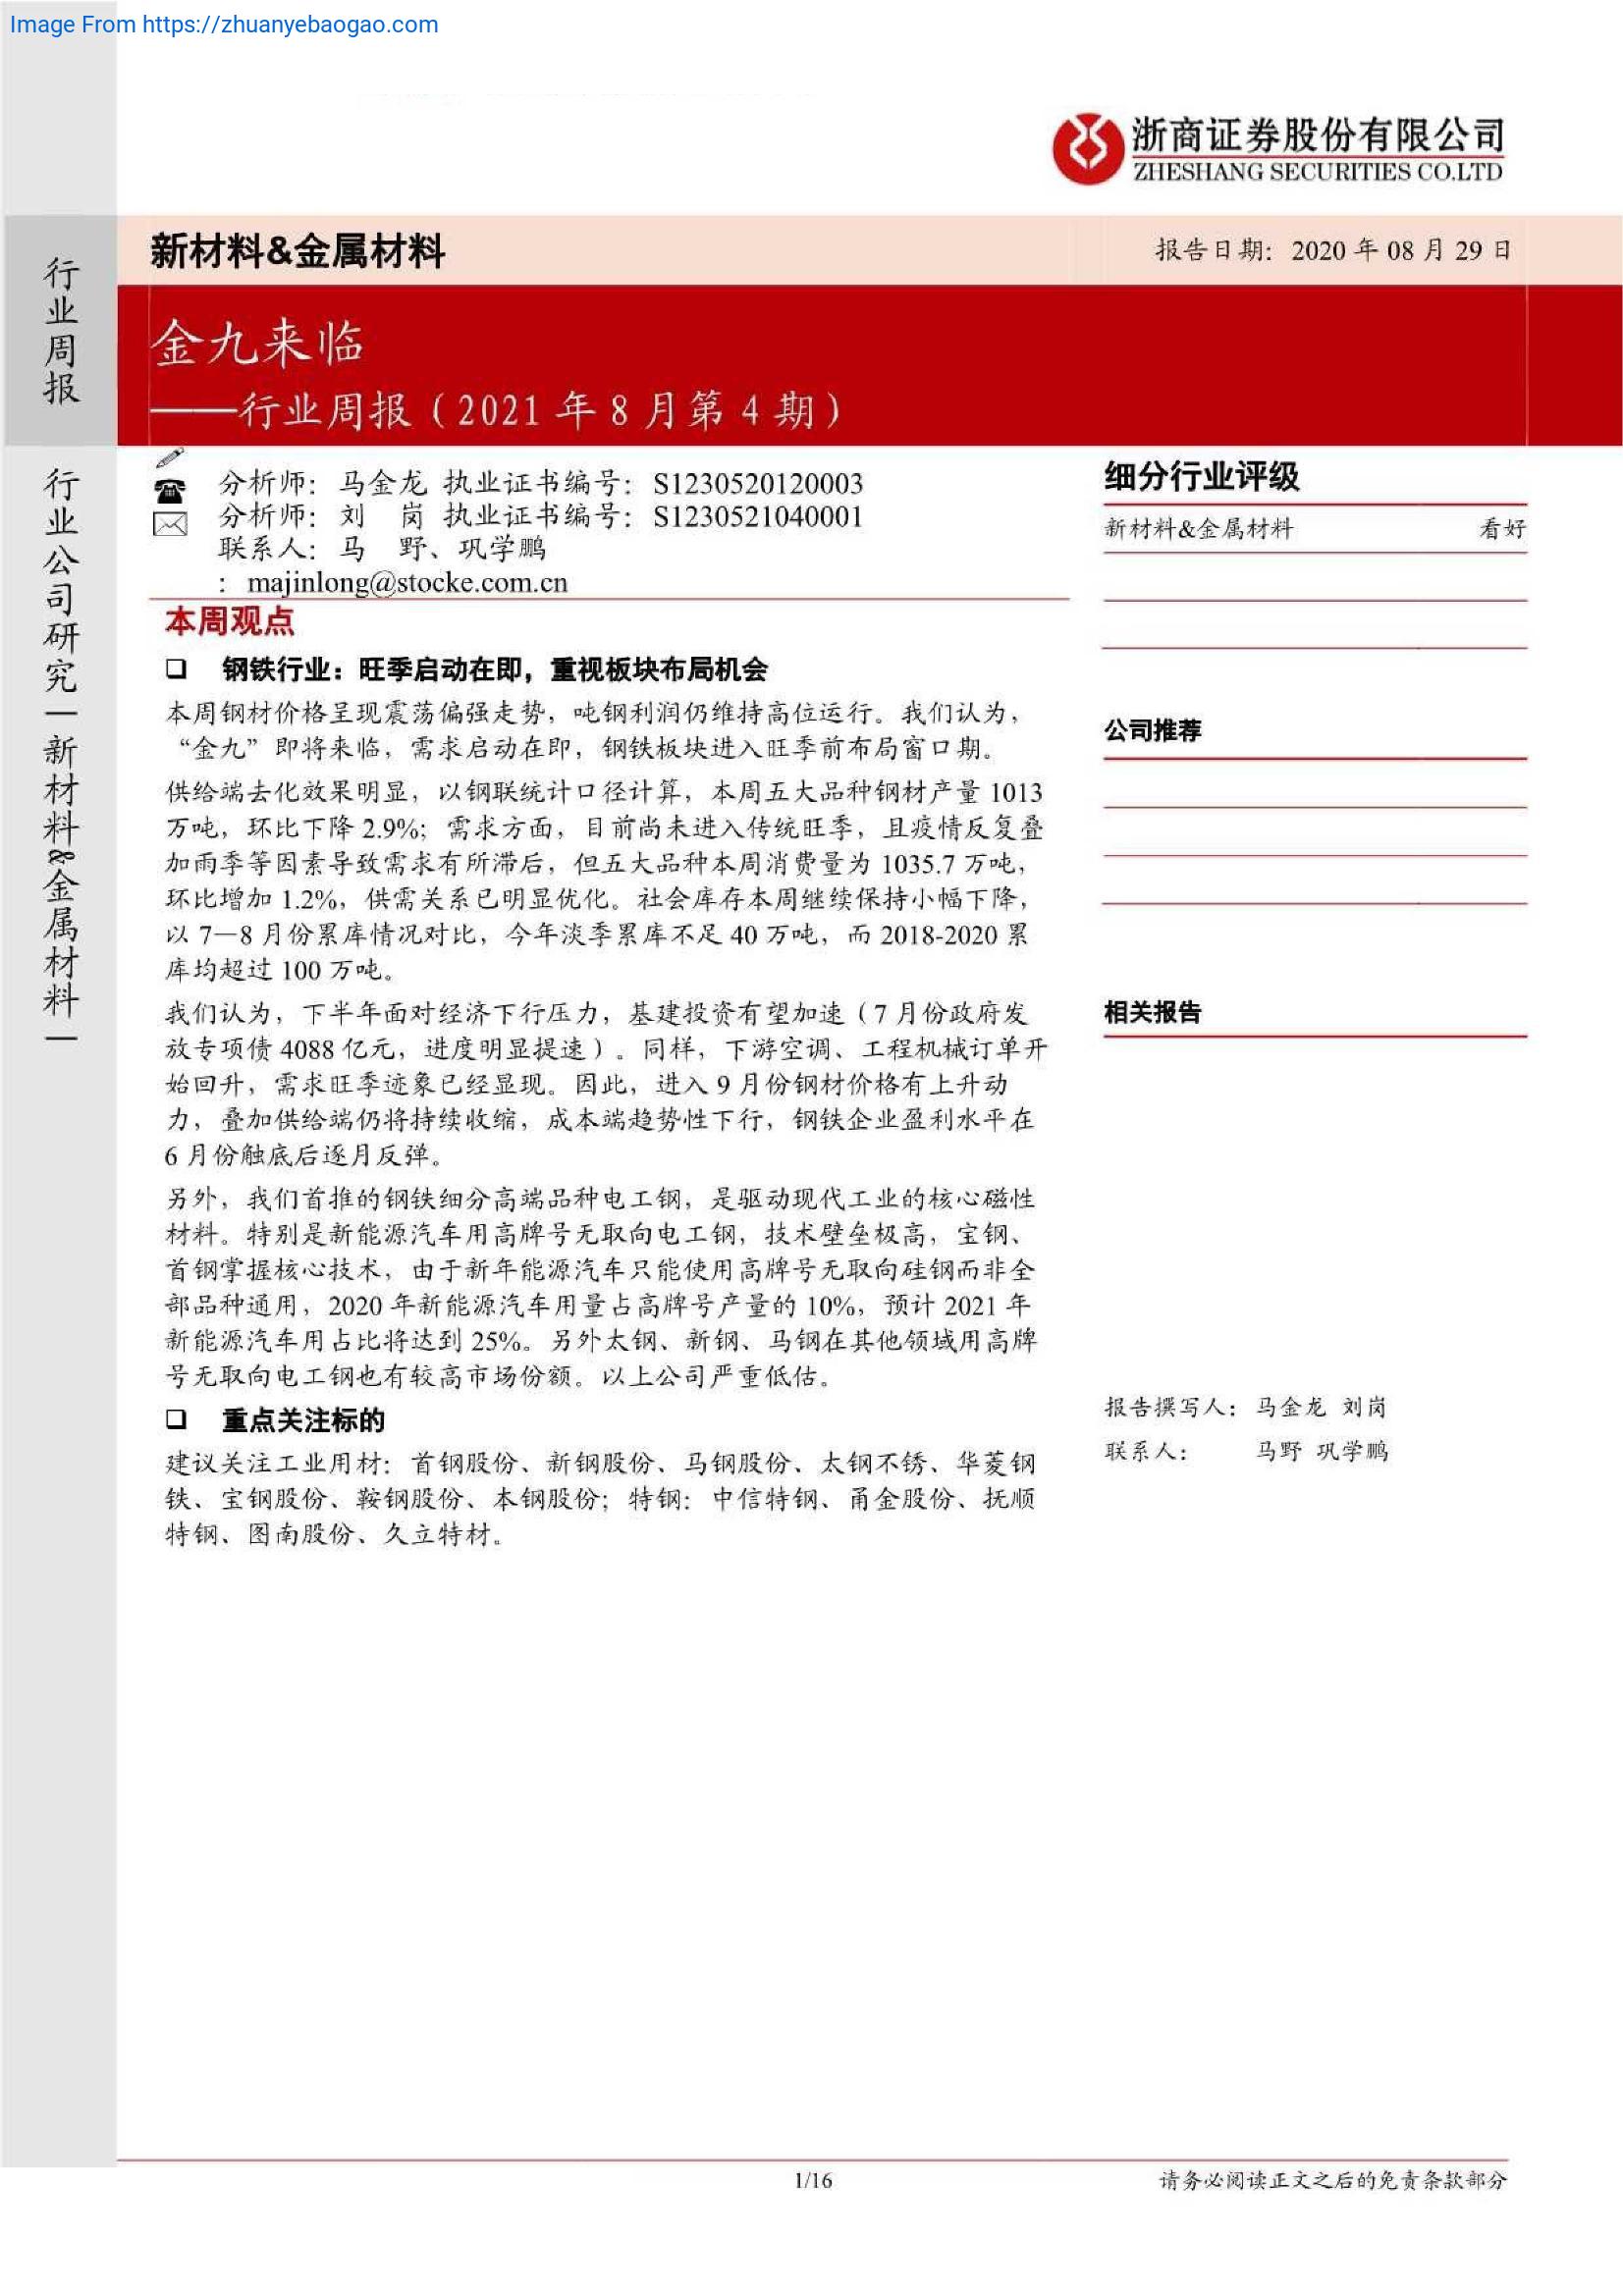 Image From https://zhuanyebaogao.com
浙商证券股份有限公司
ZHESHANG SECURITIES CO.LTD
行业周报
行业公司研究|新材料&金属材料|
新材料&金属材料
报告日期：2020 年 08 月 29 日
金九来临
——行业周报（2021 年 8 月第 4 期）
分析师：马金龙 执业证书编号：S1230520120003
分析师：刘 岗 执业证书编号：S1230521040001
联系人：马 野、巩学鹏
：majinlong@stocke.com.cn
本周观点
❑ 钢铁行业：旺季启动在即，重视板块布局机会
本周钢材价格呈现震荡偏强走势，吨钢利润仍维持高位运行。我们认为，
“金九”即将来临，需求启动在即，钢铁板块进入旺季前布局窗口期。
供给端去化效果明显，以钢联统计口径计算，本周五大品种钢材产量 1013
万吨，环比下降 2.9%；需求方面，目前尚未进入传统旺季，且疫情反复叠
加雨季等因素导致需求有所滞后，但五大品种本周消费量为 1035.7 万吨，
环比增加 1.2%，供需关系已明显优化。社会库存本周继续保持小幅下降，
以 7—8 月份累库情况对比，今年淡季累库不足 40 万吨，而 2018-2020 累
库均超过 100 万吨。
我们认为，下半年面对经济下行压力，基建投资有望加速（7 月份政府发
放专项债 4088 亿元，进度明显提速）。同样，下游空调、工程机械订单开
始回升，需求旺季迹象已经显现。因此，进入 9 月份钢材价格有上升动
力，叠加供给端仍将持续收缩，成本端趋势性下行，钢铁企业盈利水平在
6 月份触底后逐月反弹。
另外，我们首推的钢铁细分高端品种电工钢，是驱动现代工业的核心磁性
材料。特别是新能源汽车用高牌号无取向电工钢，技术壁垒极高，宝钢、
首钢掌握核心技术，由于新年能源汽车只能使用高牌号无取向硅钢而非全
部品种通用，2020 年新能源汽车用量占高牌号产量的 10%，预计 2021 年
新能源汽车用占比将达到 25%。另外太钢、新钢、马钢在其他领域用高牌
号无取向电工钢也有较高市场份额。以上公司严重低估。
❑ 重点关注标的
建议关注工业用材：首钢股份、新钢股份、马钢股份、太钢不锈、华菱钢
铁、宝钢股份、鞍钢股份、本钢股份；特钢：中信特钢、甬金股份、抚顺
特钢、图南股份、久立特材。
细分行业评级
新材料&金属材料 看好
公司推荐
相关报告
报告撰写人：马金龙 刘岗
联系人： 马野 巩学鹏
1/16
请务必阅读正文之后的免责条款部分